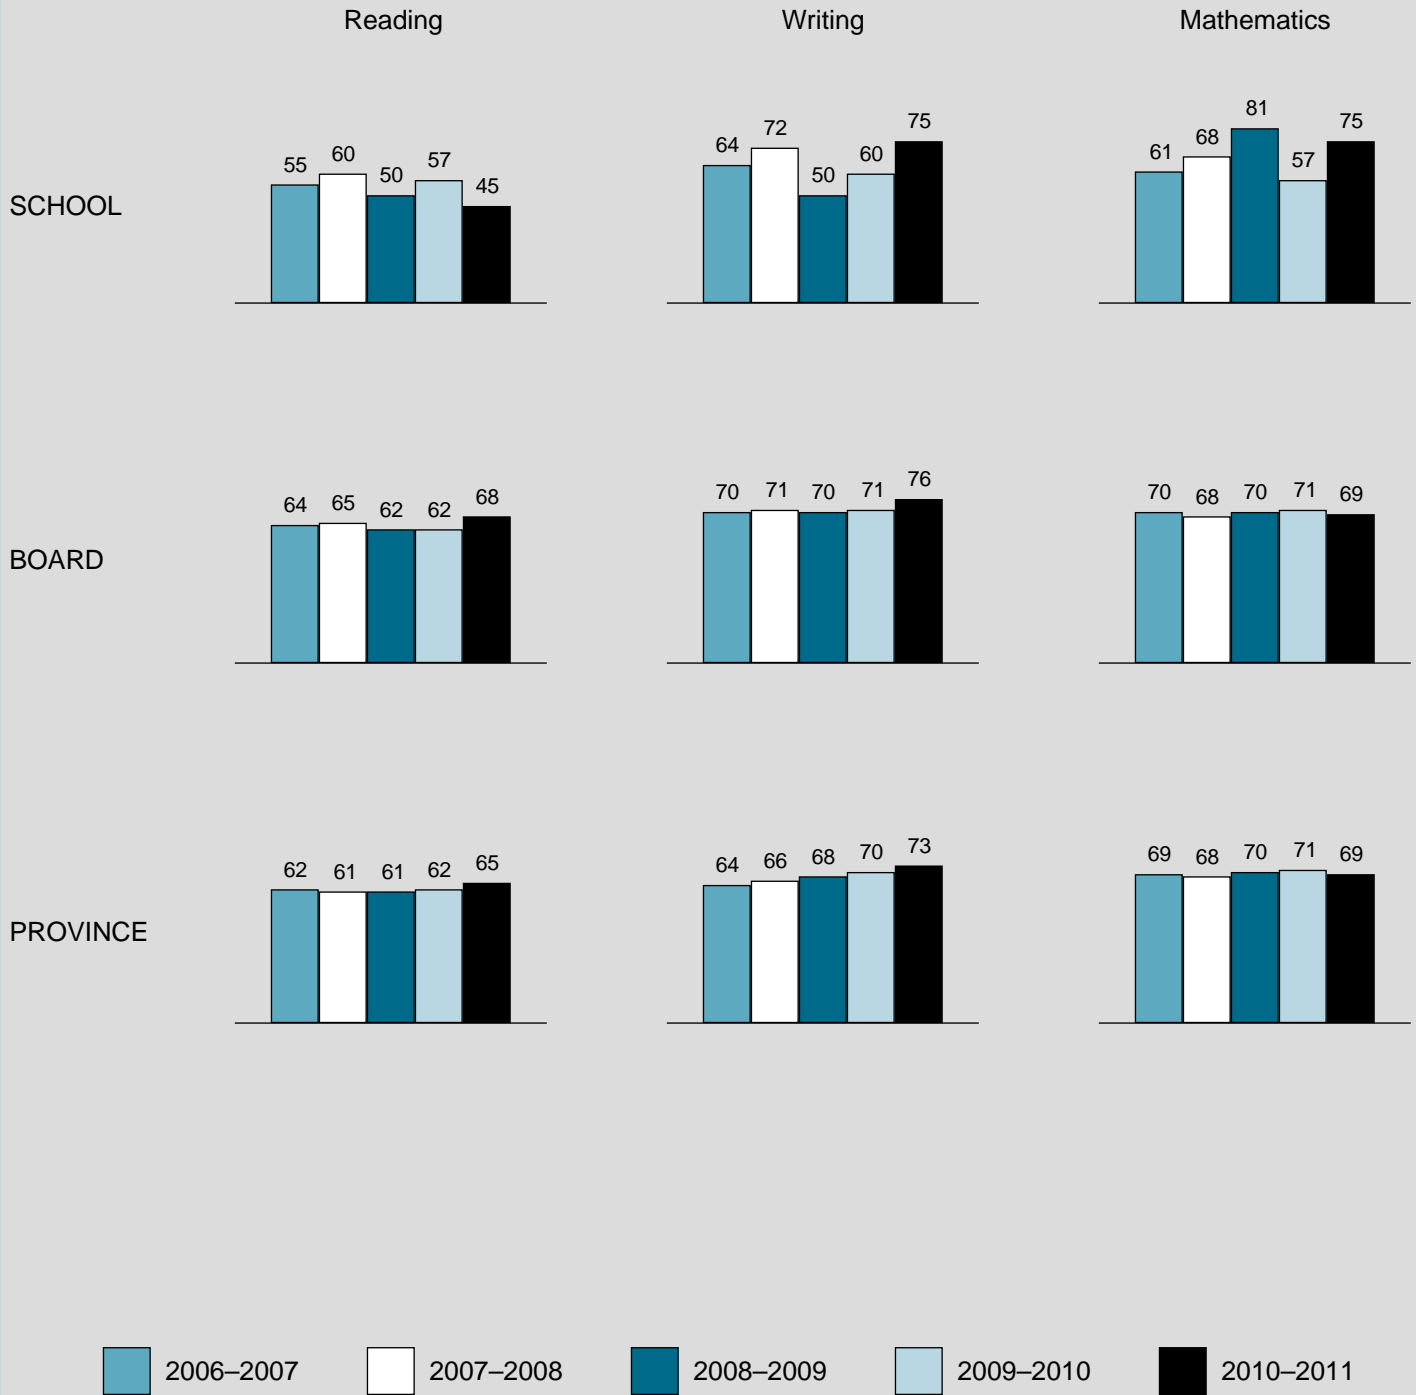 Reading Writing Mathematics
SCHOOL
55 60 50 57 45
64 72 50 60 75
61 68 81 57 75
BOARD
64 65 62 62 68
70 71 70 71 76
70 68 70 71 69
PROVINCE
62 61 61 62 65
64 66 68 70 73
69 68 70 71 69
2006–2007 2007–2008 2008–2009 2009–2010 2010–2011